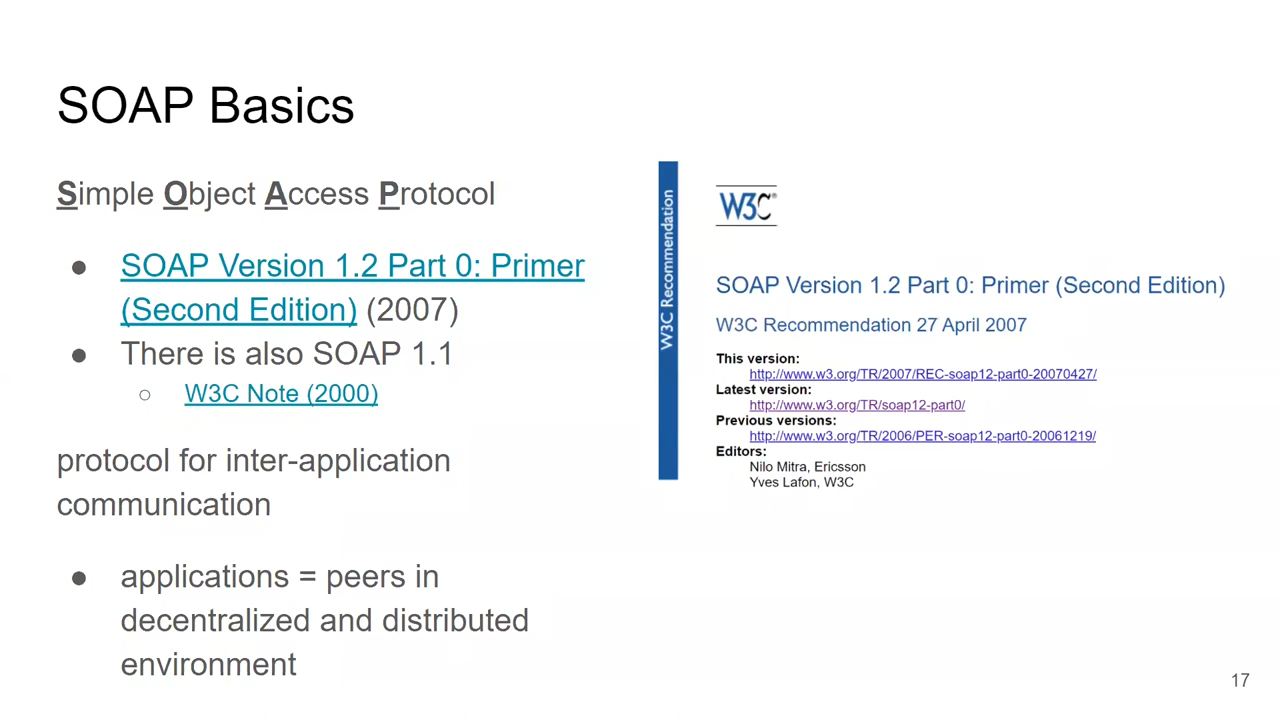 SOAP Basics
Simple Object Access Protocol
● SOAP Version 1.2 Part 0: Primer
(Second Edition) (2007)
● There is also SOAP 1.1
○ W3C Note (2000)
protocol for inter-application
communication
● applications = peers in
decentralized and distributed
environment
W3C Recommendation
W3C®
SOAP Version 1.2 Part 0: Primer (Second Edition)
W3C Recommendation 27 April 2007
This version:
http://www.w3.org/TR/2007/REC-soap12-part0-20070427/
Latest version:
http://www.w3.org/TR/soap12-part0/
Previous versions:
http://www.w3.org/TR/2006/PER-soap12-part0-20061219/
Editors:
Nilo Mitra, Ericsson
Yves Lafon, W3C
17